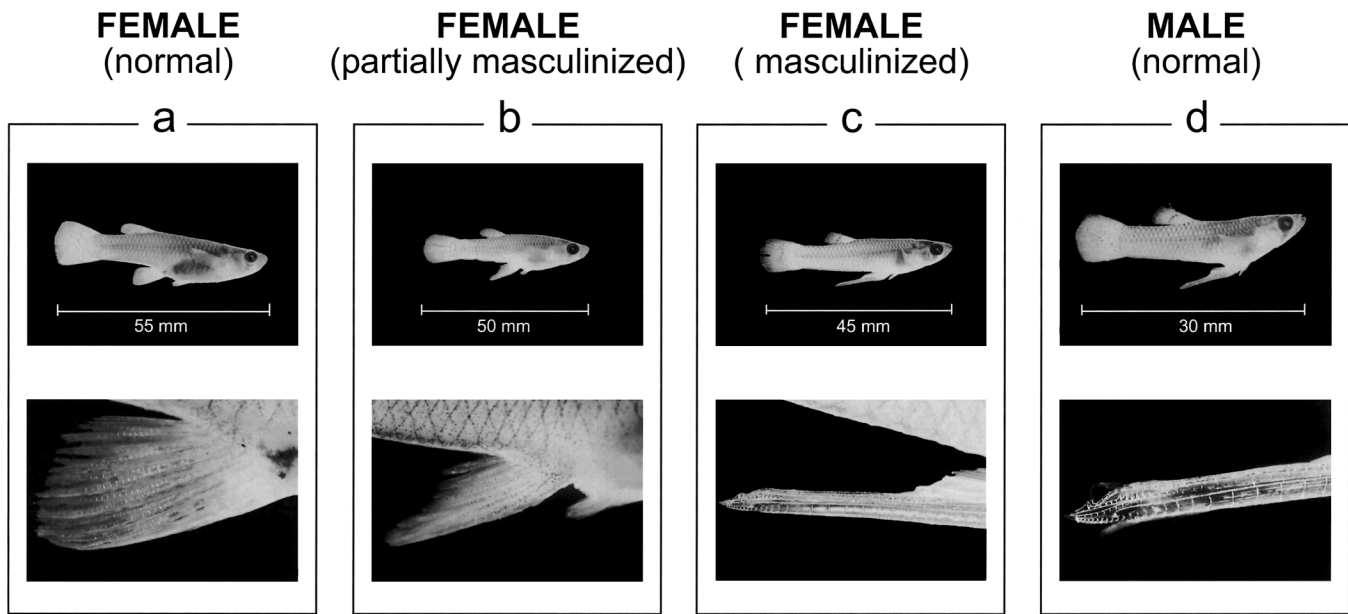 FEMALE
(normal)
FEMALE
(partially masculinized)
FEMALE
( masculinized)
MALE
(normal)
a
b
c
d
55 mm
50 mm
45 mm
30 mm